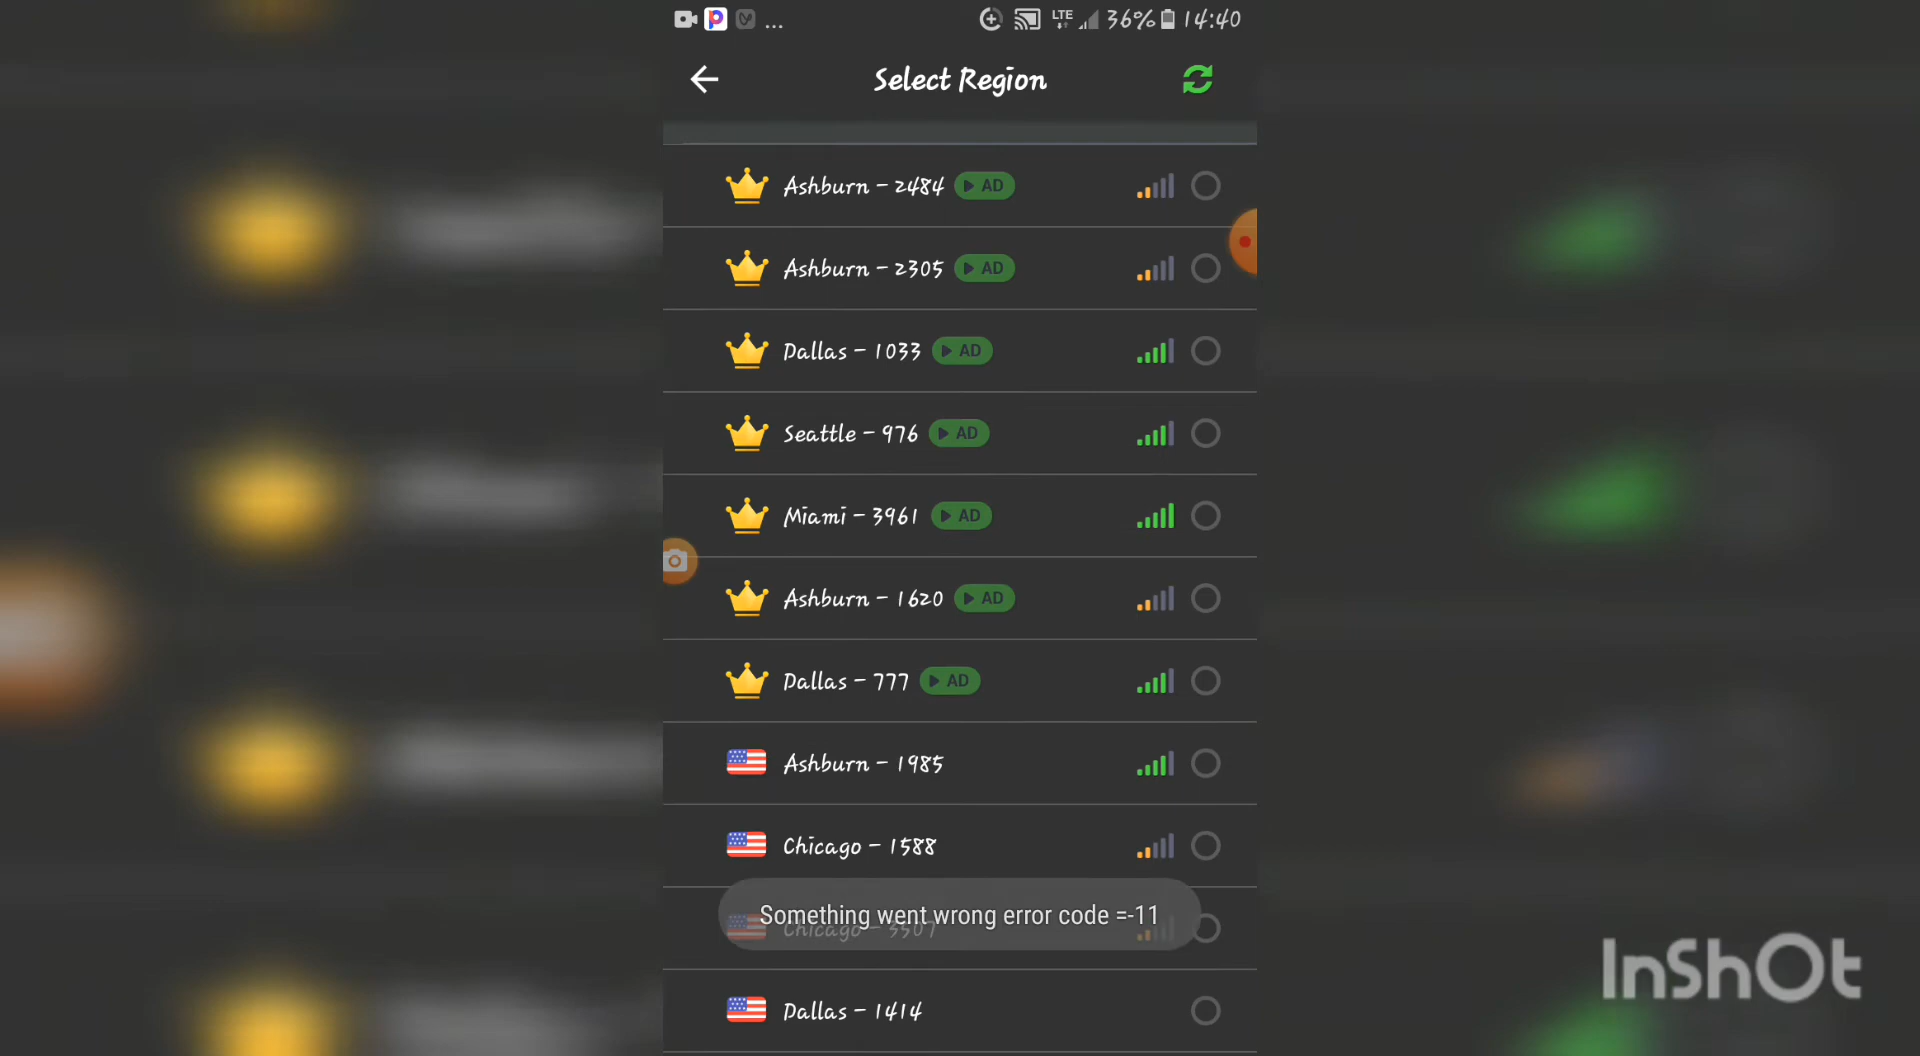 ... LTE 36% 14:40
Select Region
Ashburn - 2484 AD
Ashburn - 2305 AD
Dallas - 1033 AD
Seattle - 976 AD
Miami - 3961 AD
Ashburn - 1620 AD
Dallas - 777 AD
Ashburn - 1985
Chicago - 1588
Something went wrong error code =-11
Chicago - 3507
Dallas - 1414
InShOt